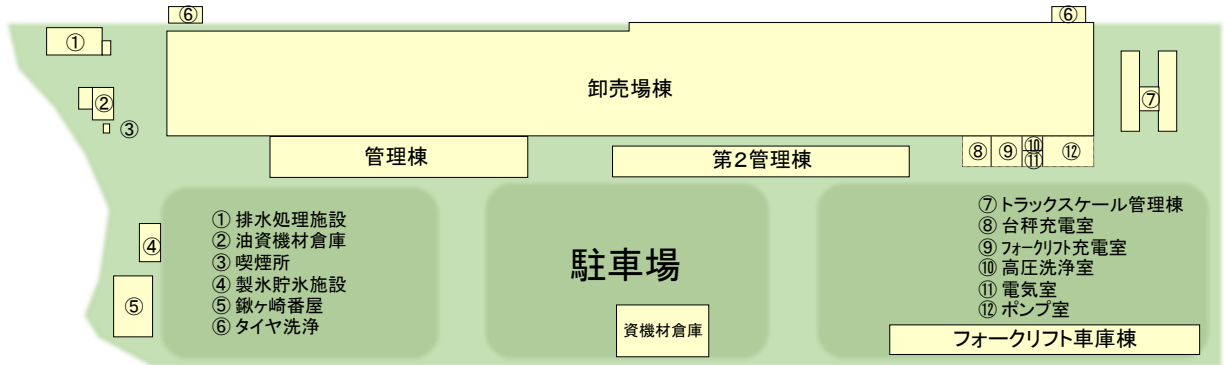 ⑥
⑥
①
卸売場棟
⑦
②
③
管理棟
第2管理棟
⑧
⑨
⑩
⑪
⑫
④
⑤
① 排水処理施設
② 油資機材倉庫
③ 喫煙所
④ 製氷貯氷施設
⑤ 鍬ヶ崎番屋
⑥ タイヤ洗浄
駐車場
資機材倉庫
⑦ トラックスケール管理棟
⑧ 台秤充電室
⑨ フォークリフト充電室
⑩ 高圧洗浄室
⑪ 電気室
⑫ ポンプ室
フォークリフト車庫棟